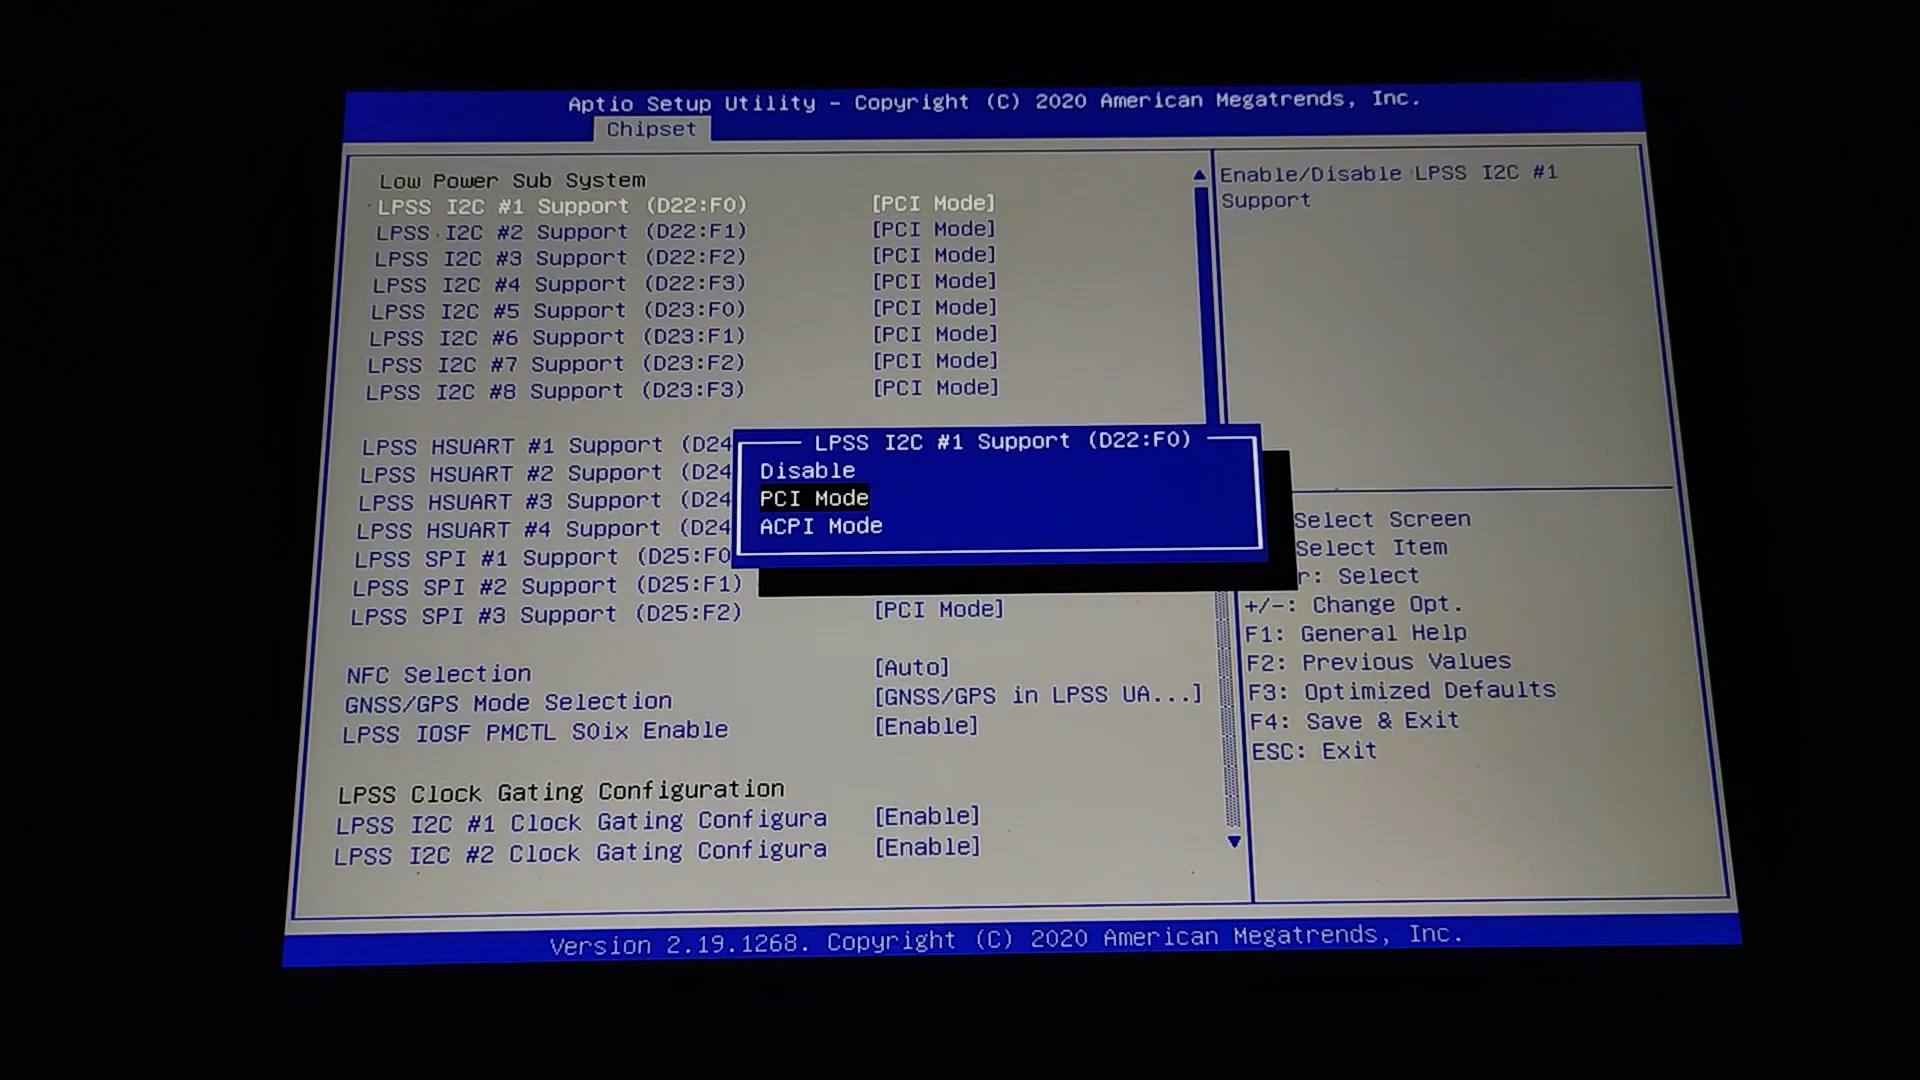 Aptio Setup Utility - Copyright (C) 2020 American Megatrends, Inc.
Chipset
Low Power Sub System
LPSS I2C #1 Support (D22:F0) [PCI Mode]
LPSS I2C #2 Support (D22:F1) [PCI Mode]
LPSS I2C #3 Support (D22:F2) [PCI Mode]
LPSS I2C #4 Support (D22:F3) [PCI Mode]
LPSS I2C #5 Support (D23:F0) [PCI Mode]
LPSS I2C #6 Support (D23:F1) [PCI Mode]
LPSS I2C #7 Support (D23:F2) [PCI Mode]
LPSS I2C #8 Support (D23:F3) [PCI Mode]
LPSS HSUART #1 Support (D24
LPSS HSUART #2 Support (D24
LPSS HSUART #3 Support (D24
LPSS HSUART #4 Support (D24
LPSS SPI #1 Support (D25:F0
LPSS SPI #2 Support (D25:F1)
LPSS SPI #3 Support (D25:F2) [PCI Mode]
NFC Selection [Auto]
GNSS/GPS Mode Selection [GNSS/GPS in LPSS UA...]
LPSS IOSF PMCTL S0ix Enable [Enable]
LPSS Clock Gating Configuration
LPSS I2C #1 Clock Gating Configura [Enable]
LPSS I2C #2 Clock Gating Configura [Enable]
LPSS I2C #1 Support (D22:F0)
Disable
PCI Mode
ACPI Mode
Enable/Disable LPSS I2C #1
Support
Select Screen
Select Item
r: Select
+/-: Change Opt.
F1: General Help
F2: Previous Values
F3: Optimized Defaults
F4: Save & Exit
ESC: Exit
Version 2.19.1268. Copyright (C) 2020 American Megatrends, Inc.